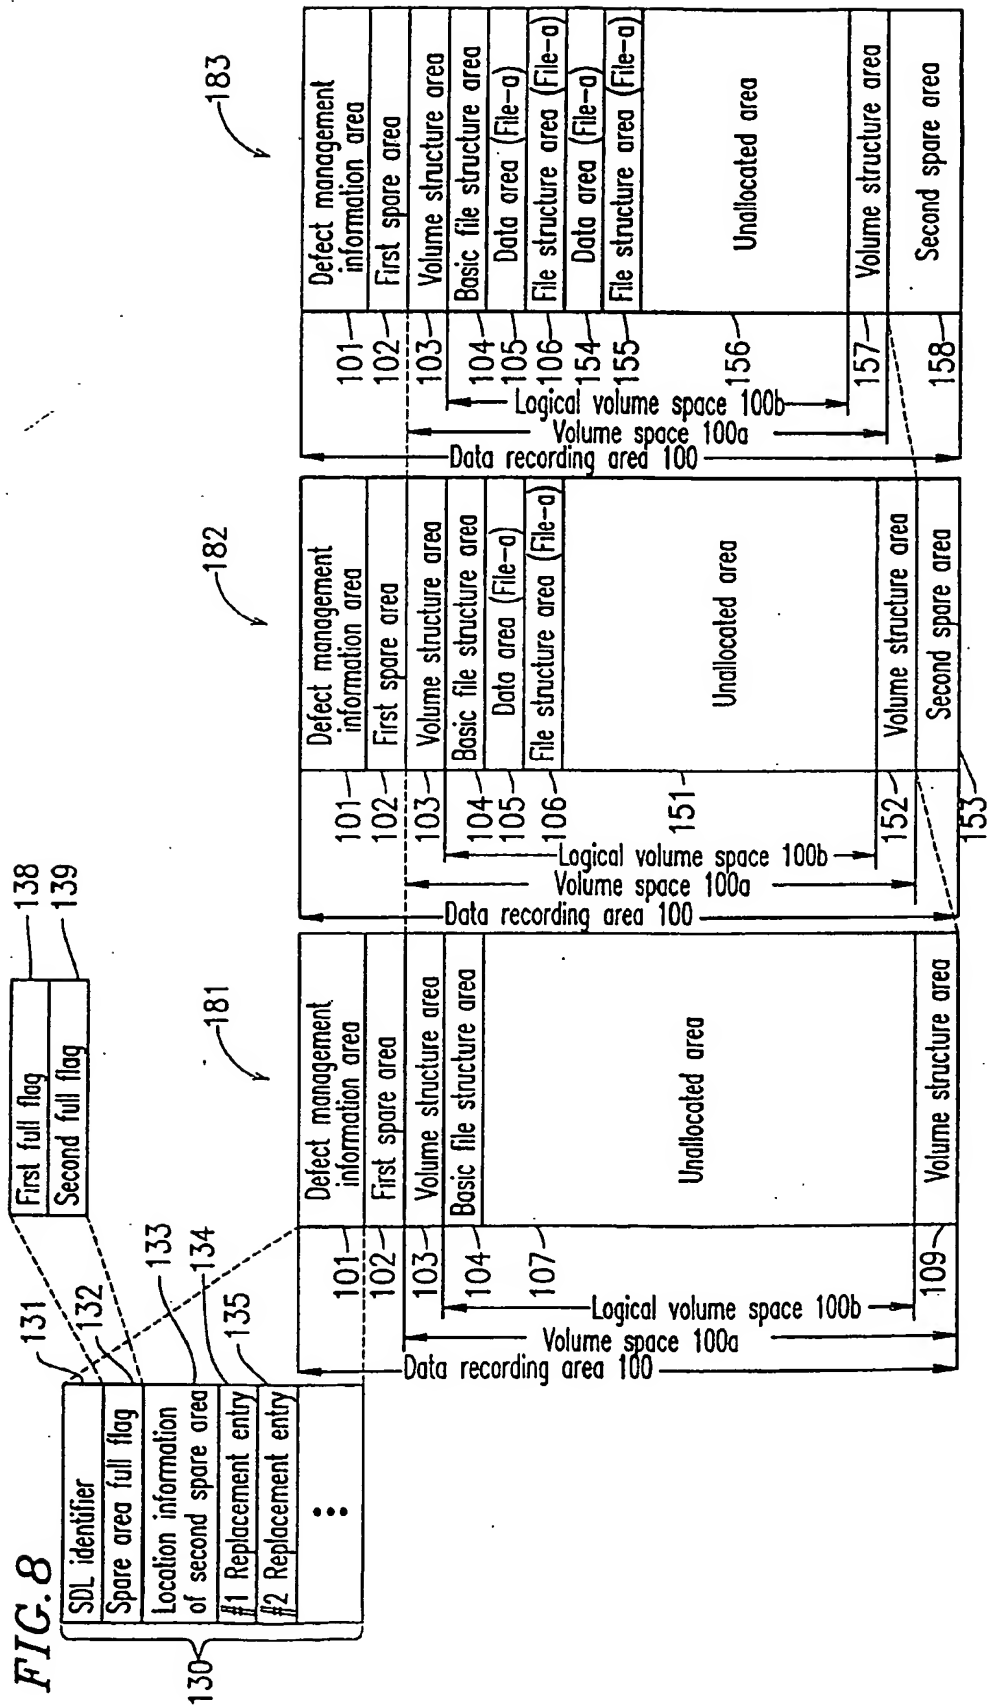 FIG. 8
130
SDL identifier
Spare area full flag
Location information
of second spare area
#1 Replacement entry
#2 Replacement entry
131
132
133
134
135
First full flag
Second full flag
138
139
181
Defect management
information area
First spare area
Volume structure area
Basic file structure area
Unallocated area
Volume structure area
101
102
103
104
107
109
Logical volume space 100b
Volume space 100a
Data recording area 100
182
Defect management
information area
First spare area
Volume structure area
Basic file structure area
Data area (File-a)
File structure area (File-a)
Unallocated area
Volume structure area
Second spare area
101
102
103
104
105
106
151
152
153
Logical volume space 100b
Volume space 100a
Data recording area 100
183
Defect management
information area
First spare area
Volume structure area
Basic file structure area
Data area (File-a)
File structure area (File-a)
Data area (File-a)
File structure area (File-a)
Unallocated area
Volume structure area
Second spare area
101
102
103
104
105
106
154
155
156
157
158
Logical volume space 100b
Volume space 100a
Data recording area 100